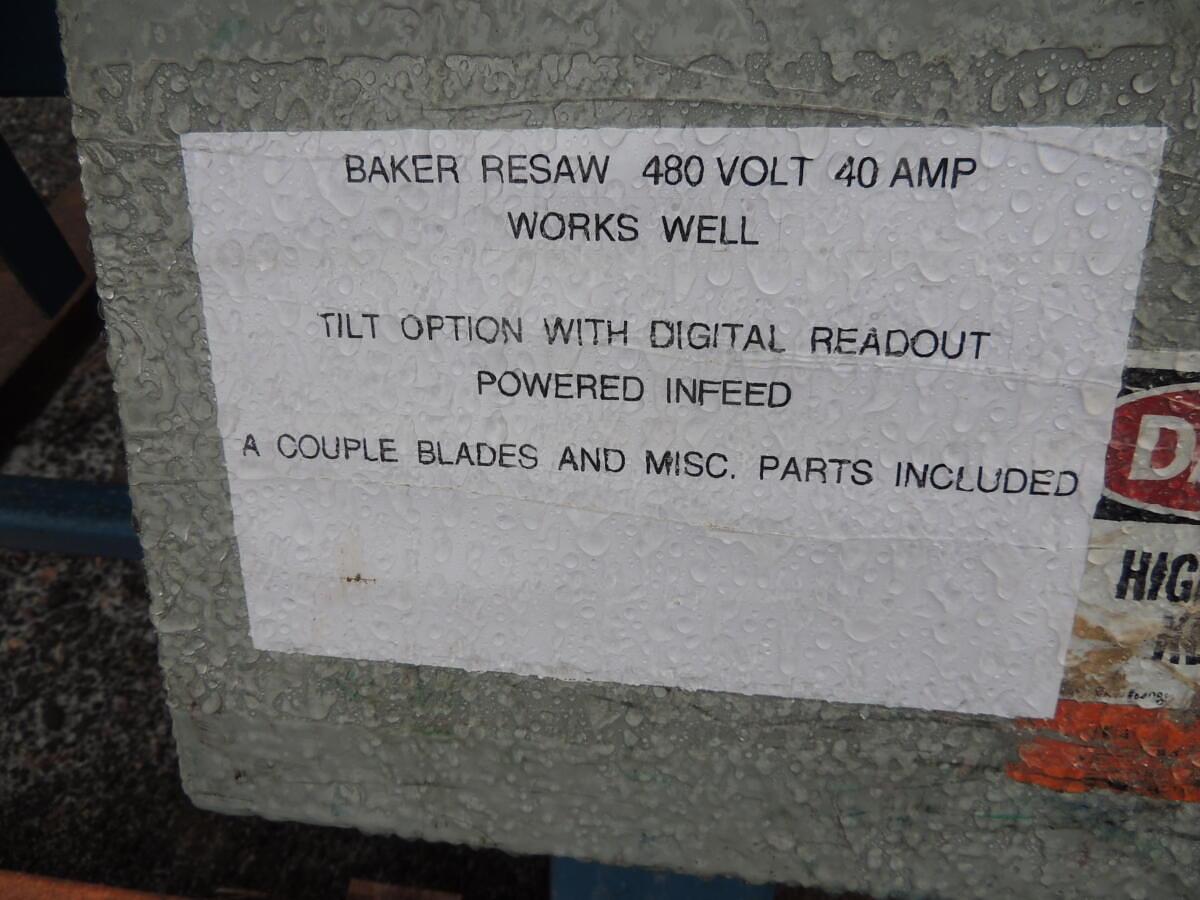 BAKER RESAW 480 VOLT 40 AMP
WORKS WELL
TILT OPTION WITH DIGITAL READOUT
POWERED INFEED
A COUPLE BLADES AND MISC. PARTS INCLUDED
D
HIG